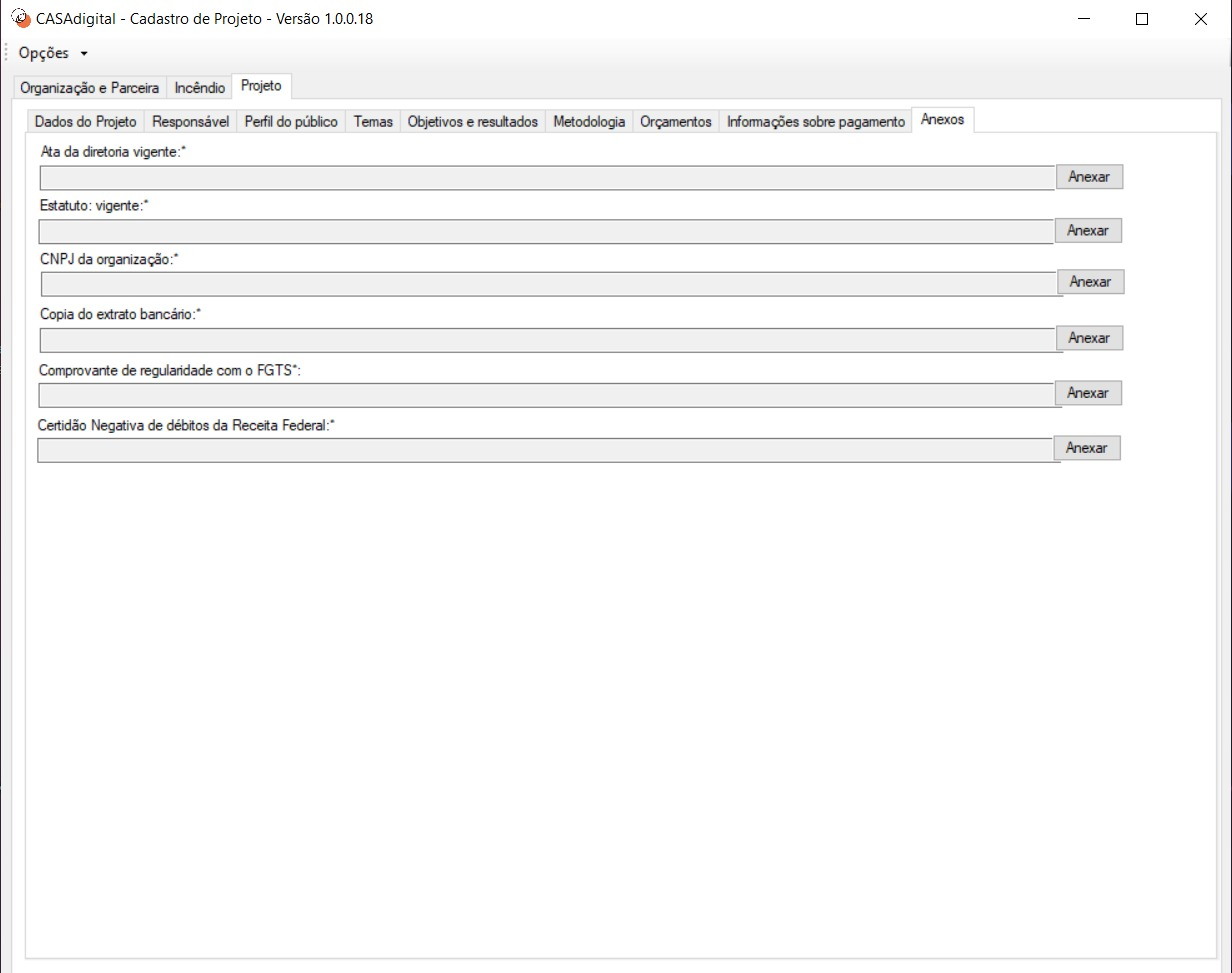 CASAdigital - Cadastro de Projeto - Versão 1.0.0.18
Opções
Organização e Parceira Incêndio Projeto
Dados do Projeto Responsável Perfil do público Temas Objetivos e resultados Metodologia Orçamentos Informações sobre pagamento Anexos
Ata da diretoria vigente:*
Anexar
Estatuto: vigente:*
Anexar
CNPJ da organização:*
Anexar
Copia do extrato bancário:*
Anexar
Comprovante de regularidade com o FGTS*:
Anexar
Certidão Negativa de débitos da Receita Federal:*
Anexar